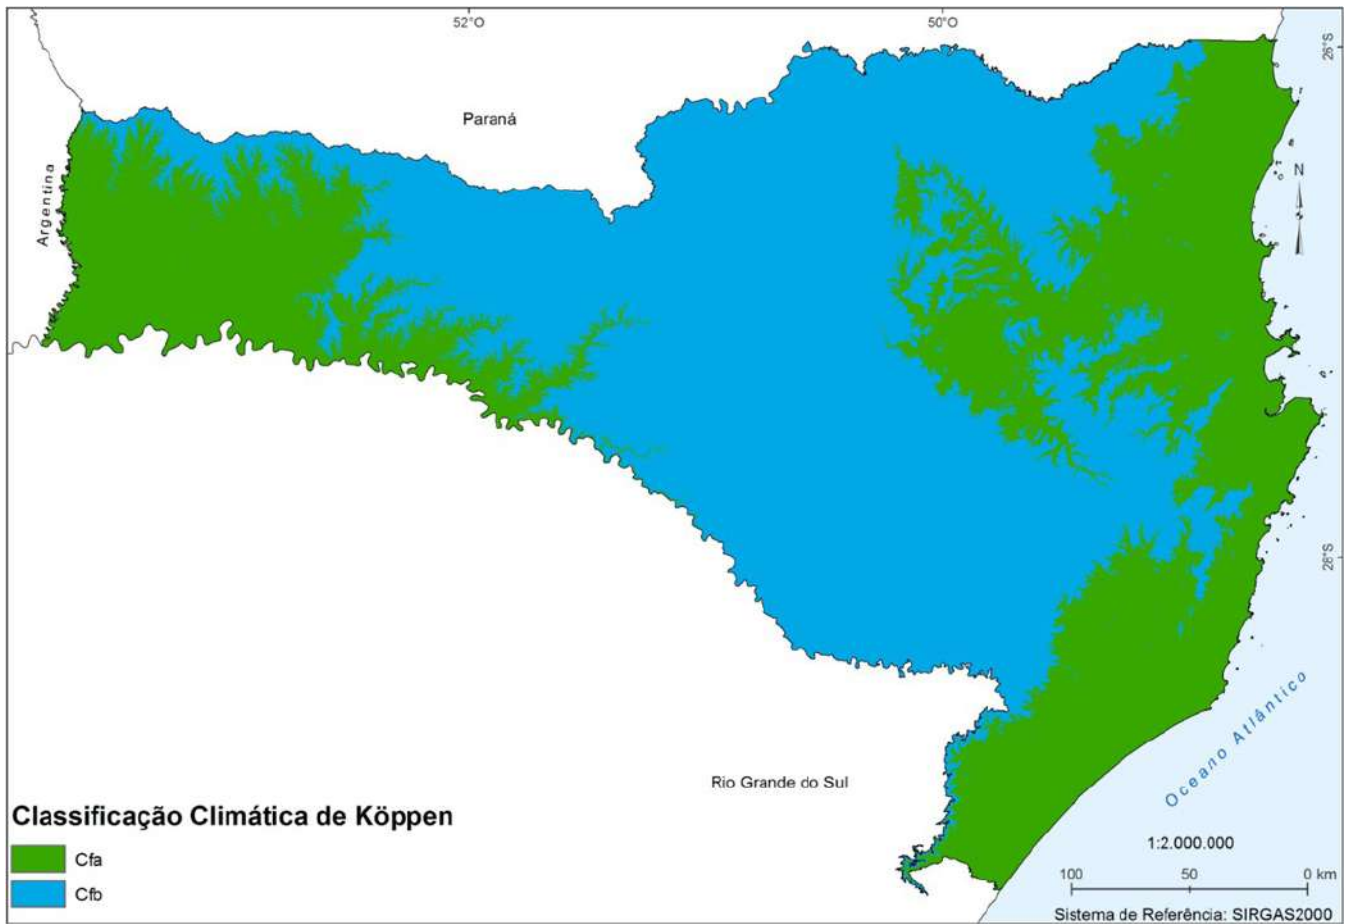 52°O
50°O
26°S
Paraná
Argentina
N
28°S
Oceano Atlântico
Rio Grande do Sul
Classificação Climática de Köppen
Cfa
Cfb
1:2.000.000
100 50 0 km
Sistema de Referência: SIRGAS2000